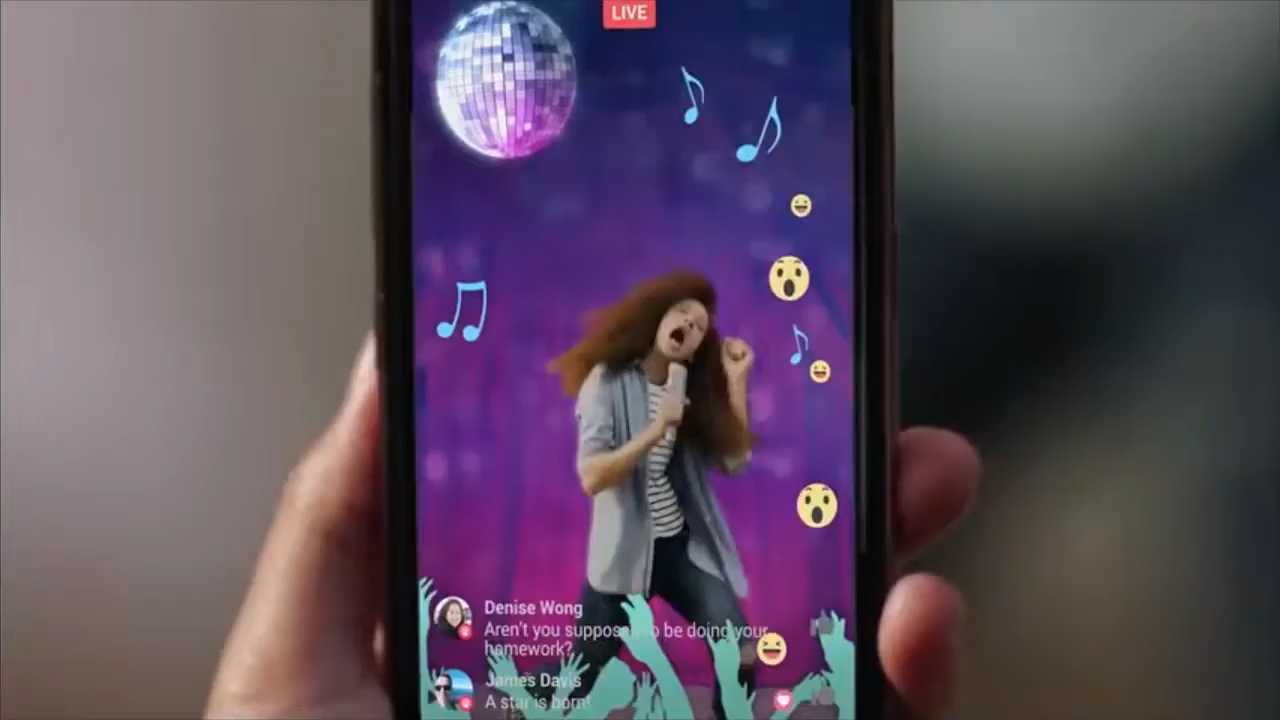 LIVE
Denise Wong
Aren't you supposed to be doing your
homework?
James Davis
A star is born!